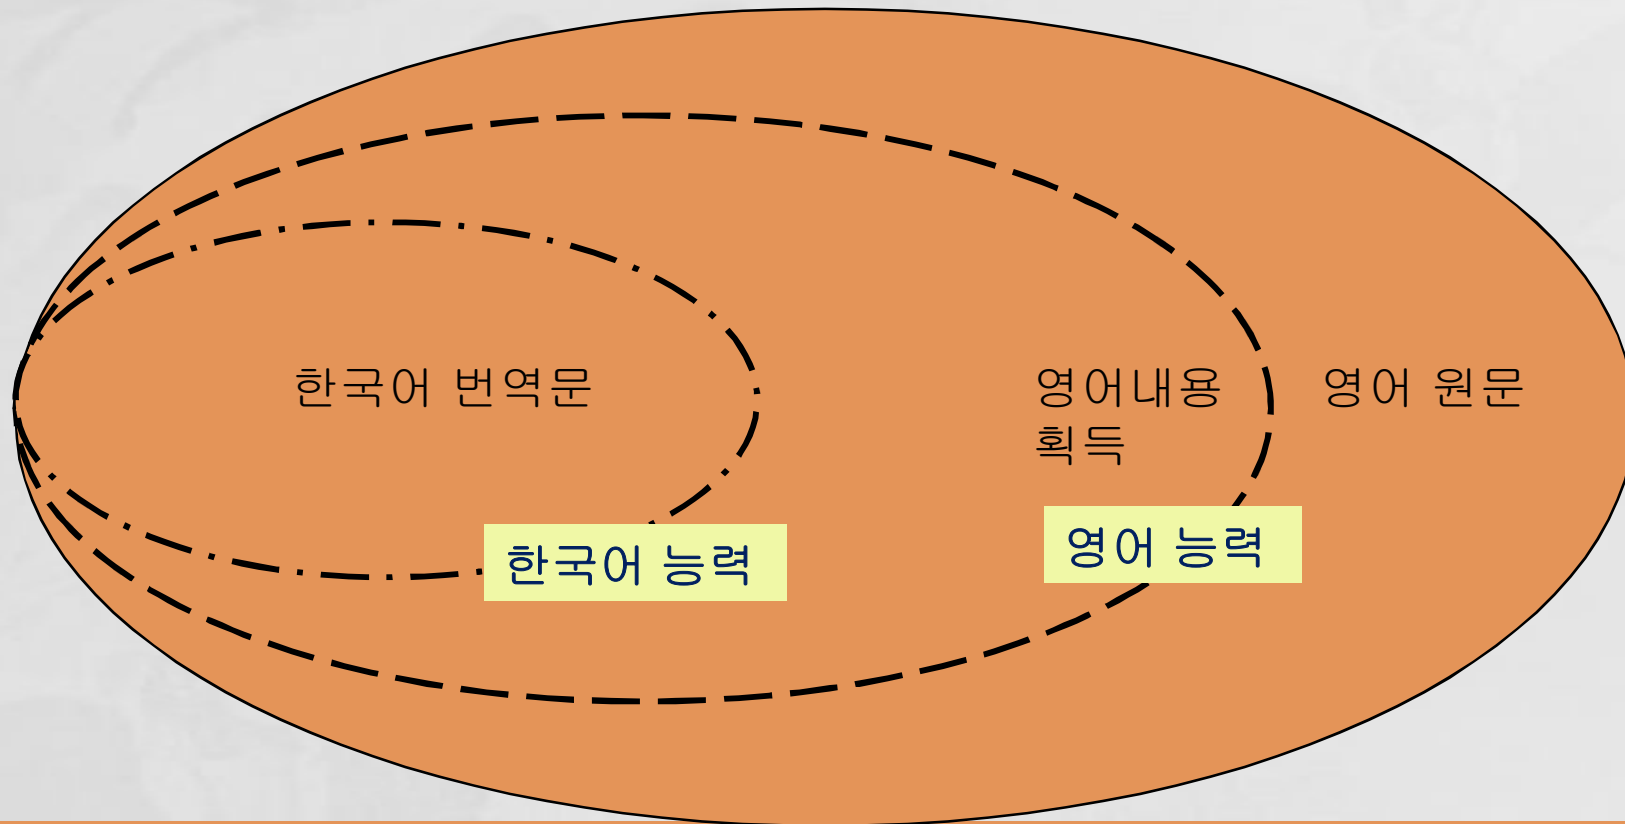 한국어 번역문
영어내용
획득
영어 원문
한국어 능력
영어 능력